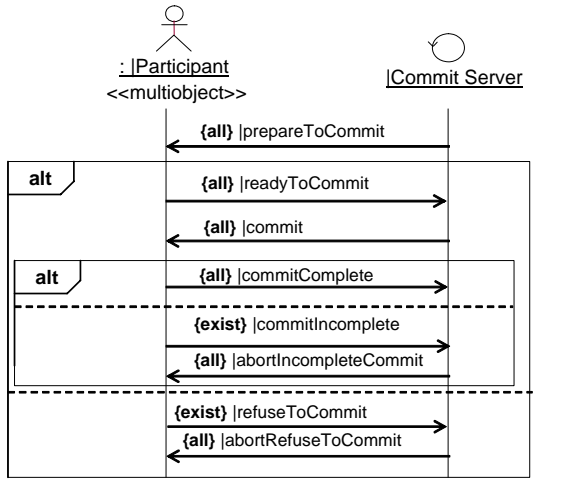 : |Participant
<<multiobject>>
|Commit Server
{all} |prepareToCommit
alt
{all} |readyToCommit
{all} |commit
alt
{all} |commitComplete
{exist} |commitIncomplete
{all} |abortIncompleteCommit
{exist} |refuseToCommit
{all} |abortRefuseToCommit